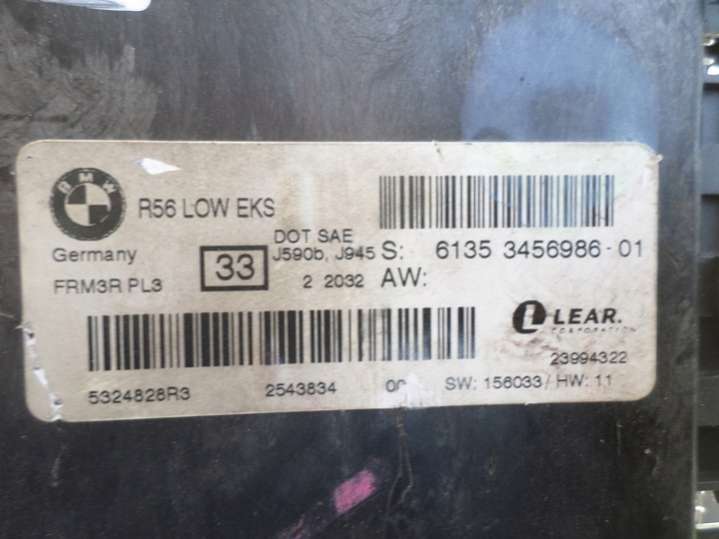 BMW
R56 LOW EKS
Germany
FRM3R PL3
33
DOT SAE
J590b, J945
2 2032
S: 6135 3456986-01
AW:
LEAR.
CORPORATION
23994322
5324828R3 2543834 SW: 156033/ HW: 11